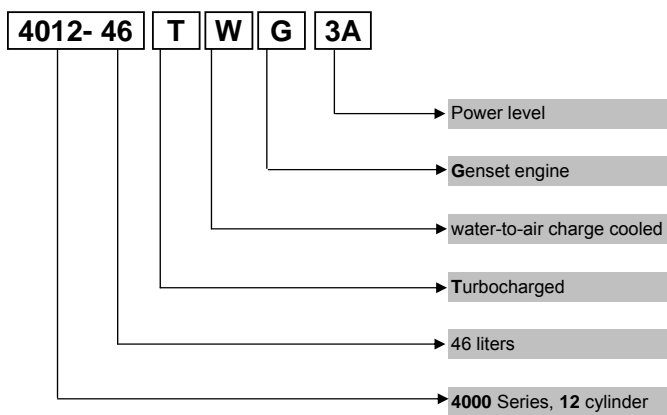 4012- 46 T W G 3A
Power level
Genset engine
water-to-air charge cooled
Turbocharged
46 liters
4000 Series, 12 cylinder